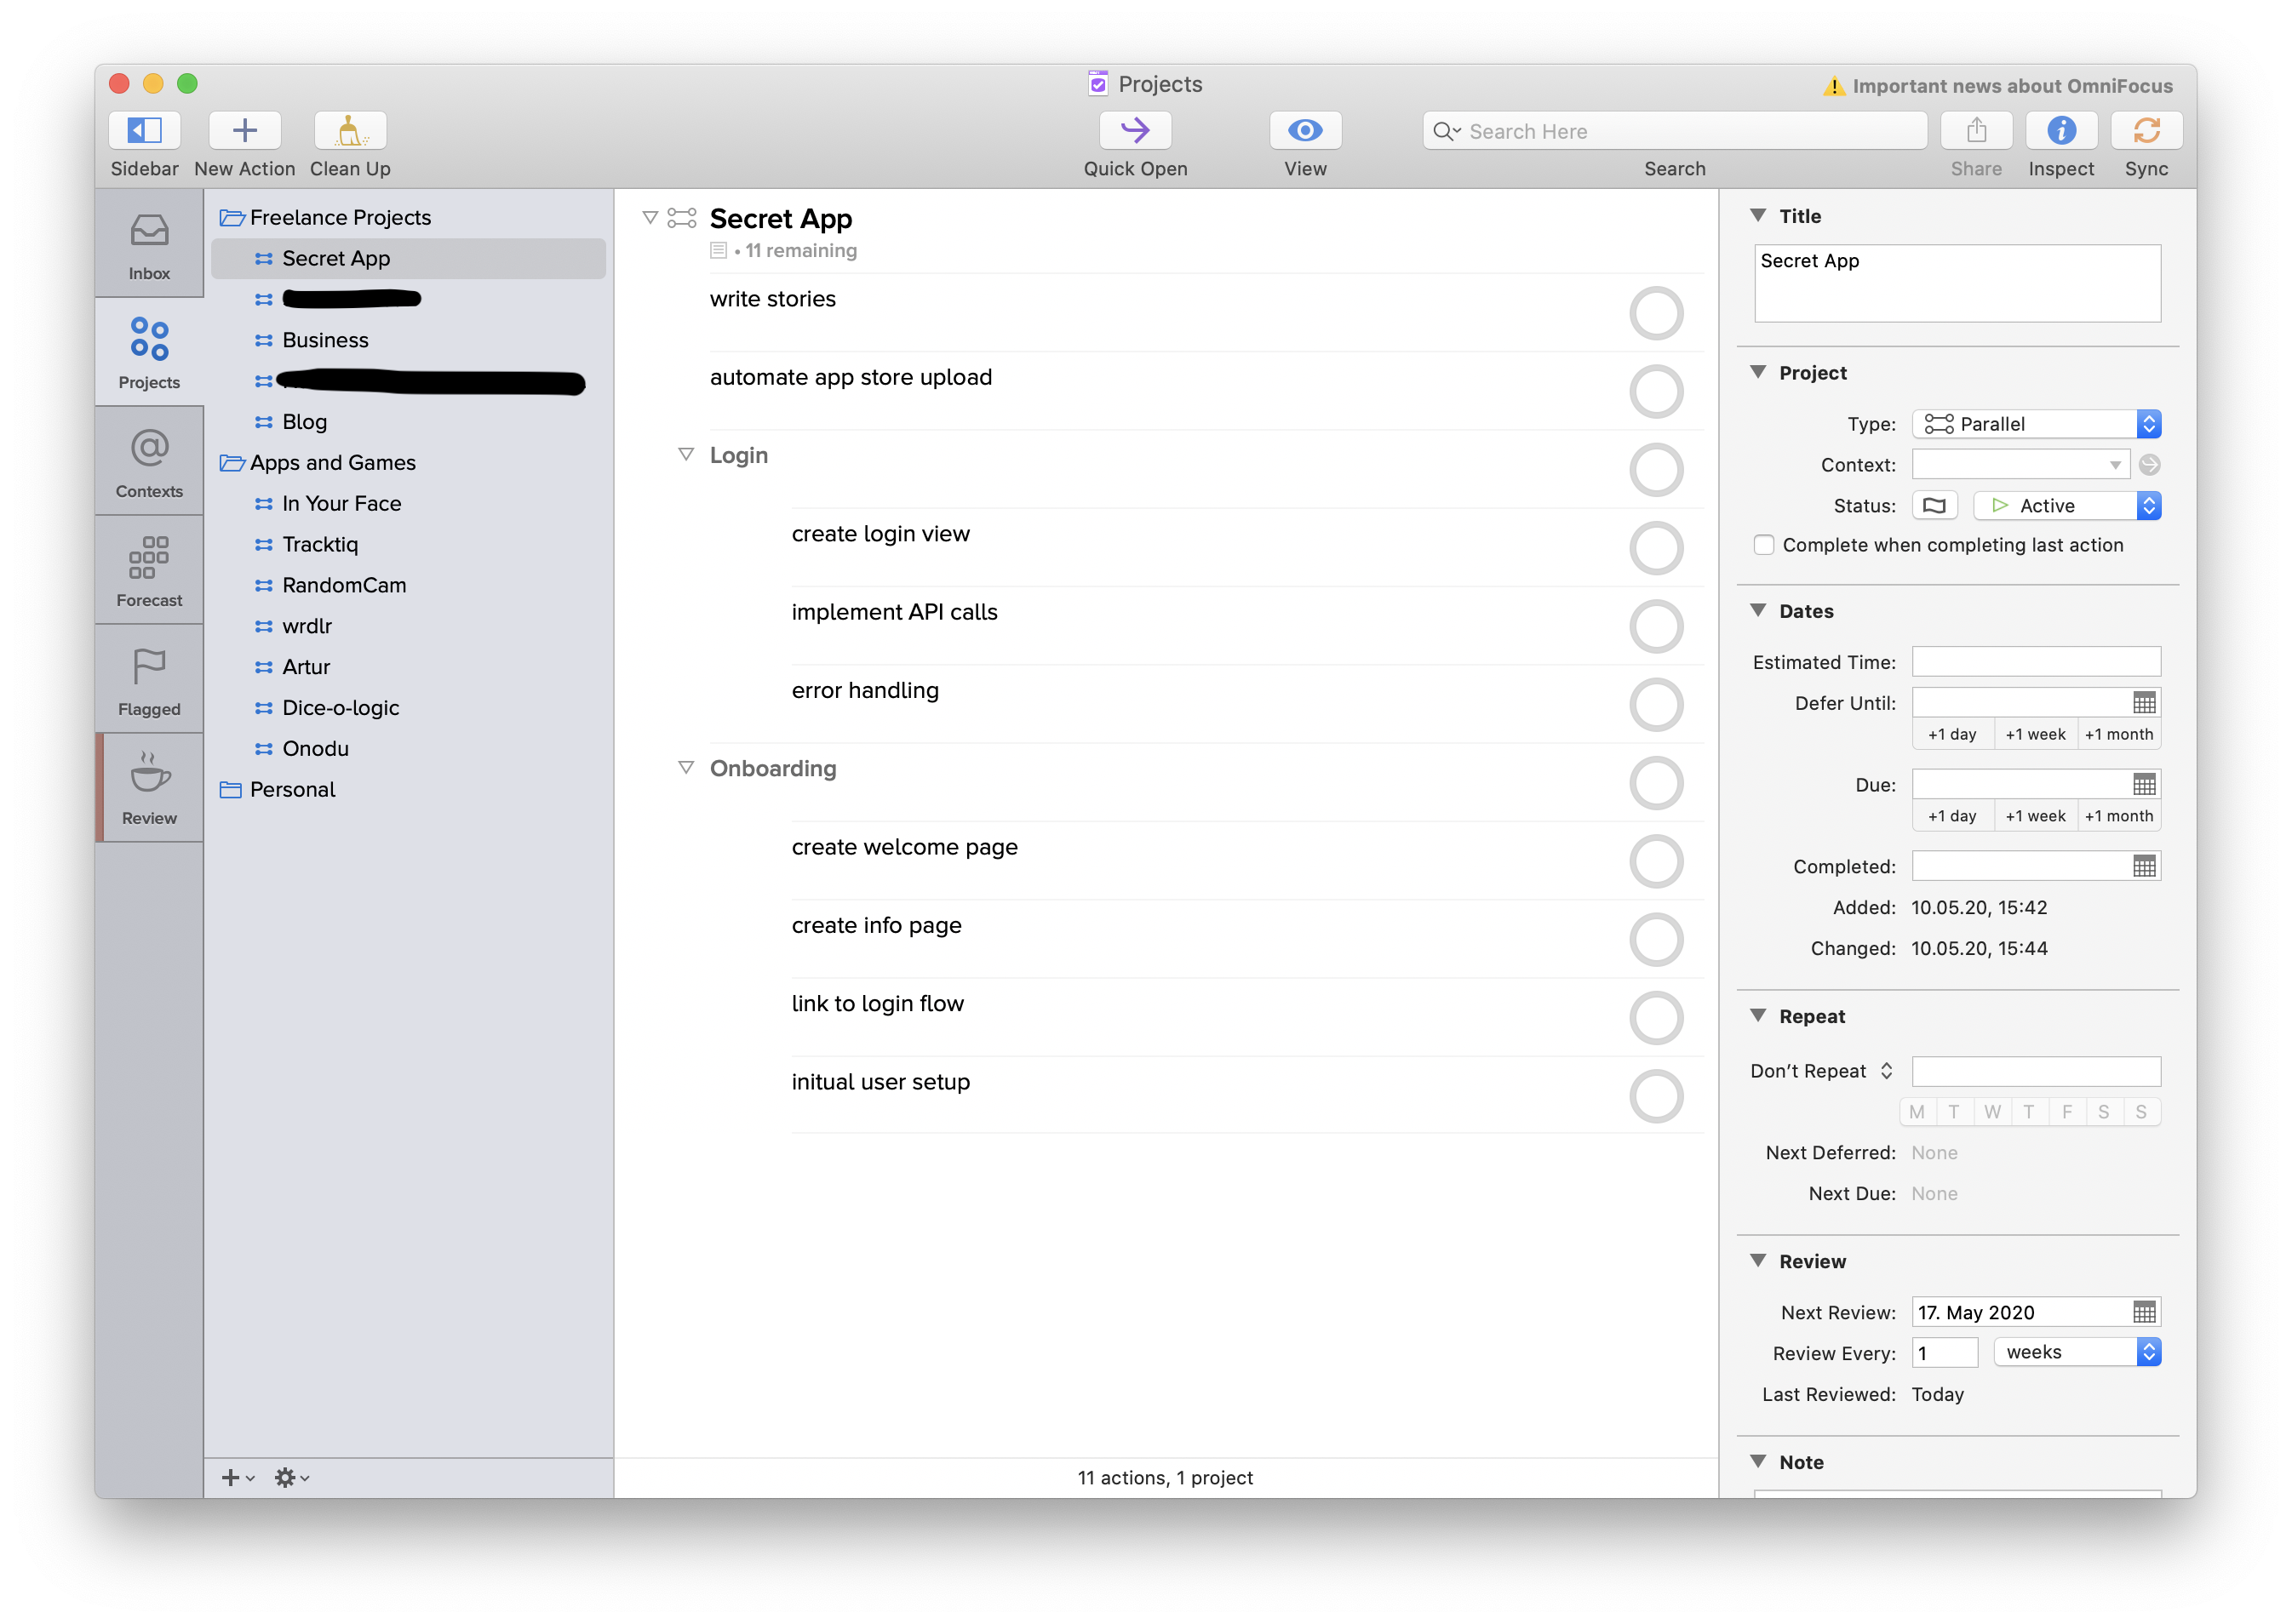 Projects
Important news about OmniFocus
Sidebar
New Action
Clean Up
Quick Open
View
Search Here
Search
Share
Inspect
Sync
Inbox
Projects
Contexts
Forecast
Flagged
Review
Freelance Projects
Secret App
Business
Blog
Apps and Games
In Your Face
Tracktiq
RandomCam
wrdlr
Artur
Dice-o-logic
Onodu
Personal
Secret App
• 11 remaining
write stories
automate app store upload
Login
create login view
implement API calls
error handling
Onboarding
create welcome page
create info page
link to login flow
initual user setup
11 actions, 1 project
Title
Secret App
Project
Type: Parallel
Context:
Status: Active
Complete when completing last action
Dates
Estimated Time:
Defer Until:
+1 day +1 week +1 month
Due:
+1 day +1 week +1 month
Completed:
Added: 10.05.20, 15:42
Changed: 10.05.20, 15:44
Repeat
Don't Repeat
M T W T F S S
Next Deferred: None
Next Due: None
Review
Next Review: 17. May 2020
Review Every: 1 weeks
Last Reviewed: Today
Note